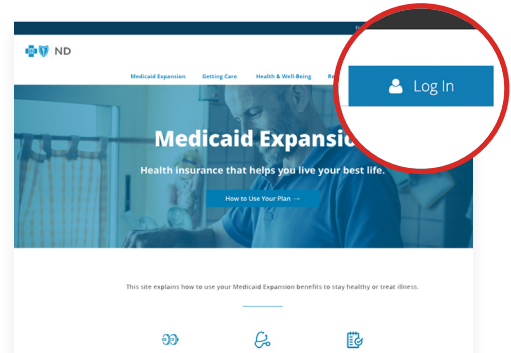 ND
Log In
Medicaid Expansion Getting Care Health & Well-Being
Medicaid Expansio
Health insurance that helps you live your best life.
How to Use Your Plan →
This site explains how to use your Medicaid Expansion benefits to stay healthy or treat illness.